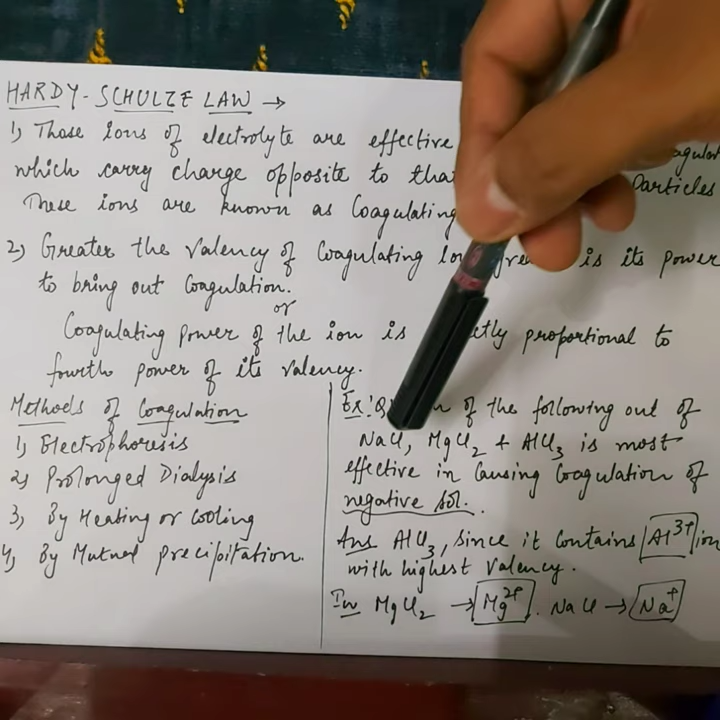 HARDY-SCHULZE LAW →
1) Those ions of electrolyte are effective
which carry charge opposite to that Particles
These ions are known as Coagulating
2) Greater the valency of Coagulating ion is its power
to bring out Coagulation.
or
Coagulating power of the ion is proportional to
fourth power of its valency.
Methods of Coagulation
1) Electrophoresis
2) Prolonged Dialysis
3) By Heating or Cooling
4) By Mutual precipitation.
Ex: of the following out of
NaCl, MgCl2 + AlCl3 is most
effective in Causing Coagulation of
negative sol.
Ans AlCl3, since it contains Al3+ ion
with highest valency.
In MgCl2 → Mg2+. NaCl → Na+